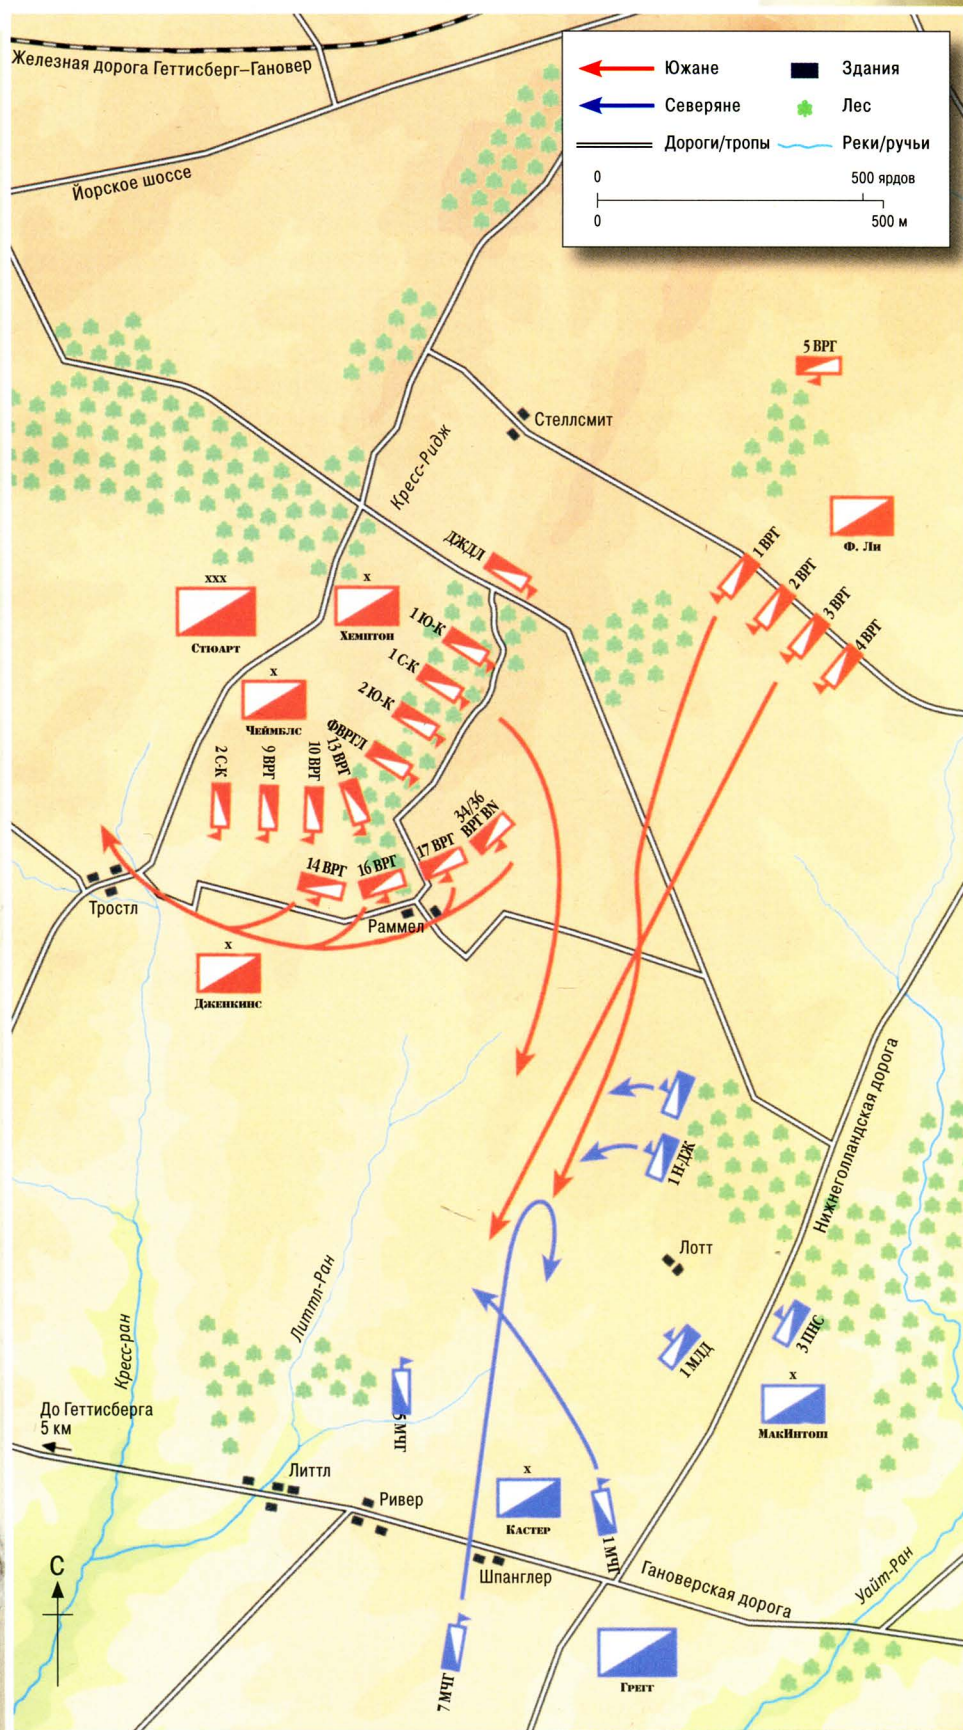 Железная дорога Геттисберг–Гановер
Йорское шоссе
Южане
Здания
Северяне
Лес
Дороги/тропы
Реки/ручьи
0
500 ярдов
0
500 м
5 ВРГ
Стеллсмит
Кресс-Ридж
Ф. Ли
ДЖДЛ
1 ВРГ
2 ВРГ
3 ВРГ
4 ВРГ
xxx
Стюарт
x
Хемптон
1 Ю-К
1 С-К
2 Ю-К
ФВРГЛ
x
Чеймблс
2 С-К
9 ВРГ
10 ВРГ
13 ВРГ
34/36
ВРГ BN
17 ВРГ
16 ВРГ
14 ВРГ
Тростл
Раммел
x
Дженкинс
Нижнеголландская дорога
1 Н-ДЖ
Лотт
Литтл-Ран
Кресс-ран
3 ПНС
1 МЛД
x
МакИнтош
До Геттисберга
5 км
5 МЧГ
Литтл
Ривер
x
Кастер
1 МЧГ
Шпанглер
Гановерская дорога
Уайт-Ран
С
7 МЧГ
Грегг